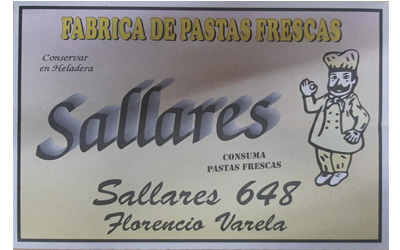 FABRICA DE PASTAS FRESCAS
Conservar
en Heladera
Sallares
CONSUMA
PASTAS FRESCAS
Sallares 648
Florencio Varela